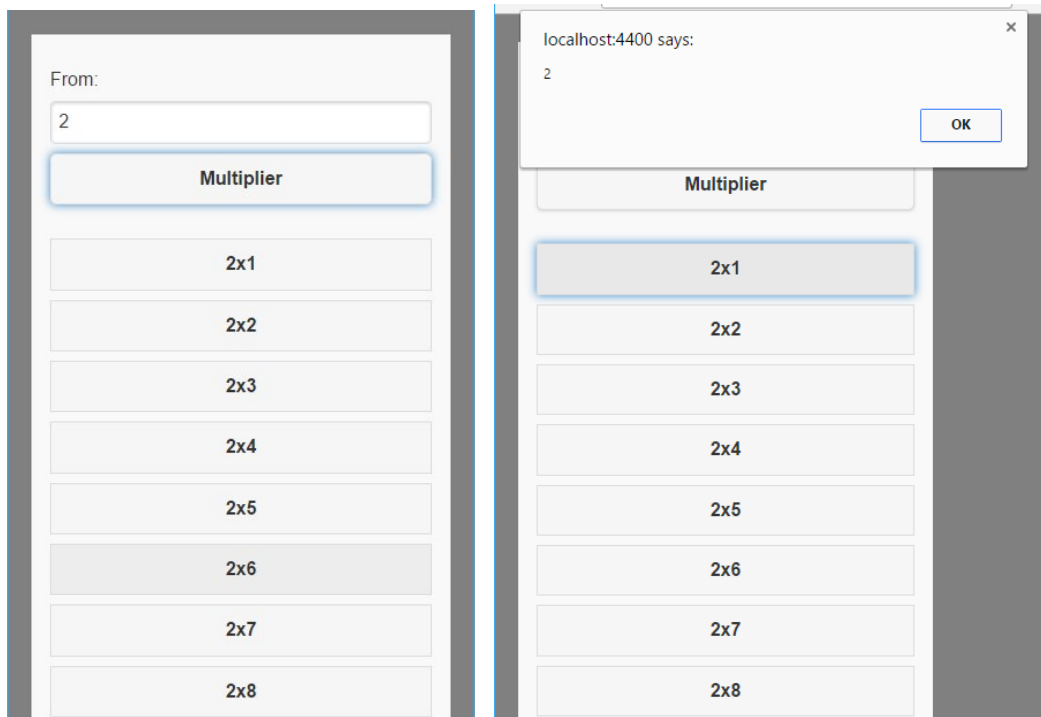 From:
2
Multiplier
2x1
2x2
2x3
2x4
2x5
2x6
2x7
2x8
localhost:4400 says:
2
OK
Multiplier
2x1
2x2
2x3
2x4
2x5
2x6
2x7
2x8